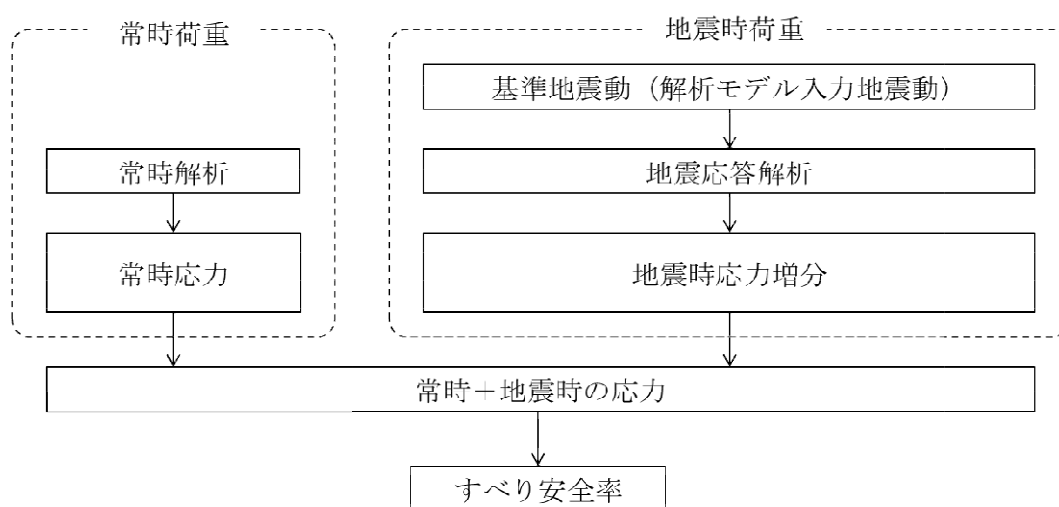 常時荷重
地震時荷重
基準地震動（解析モデル入力地震動）
常時解析
地震応答解析
常時応力
地震時応力増分
常時＋地震時の応力
すべり安全率